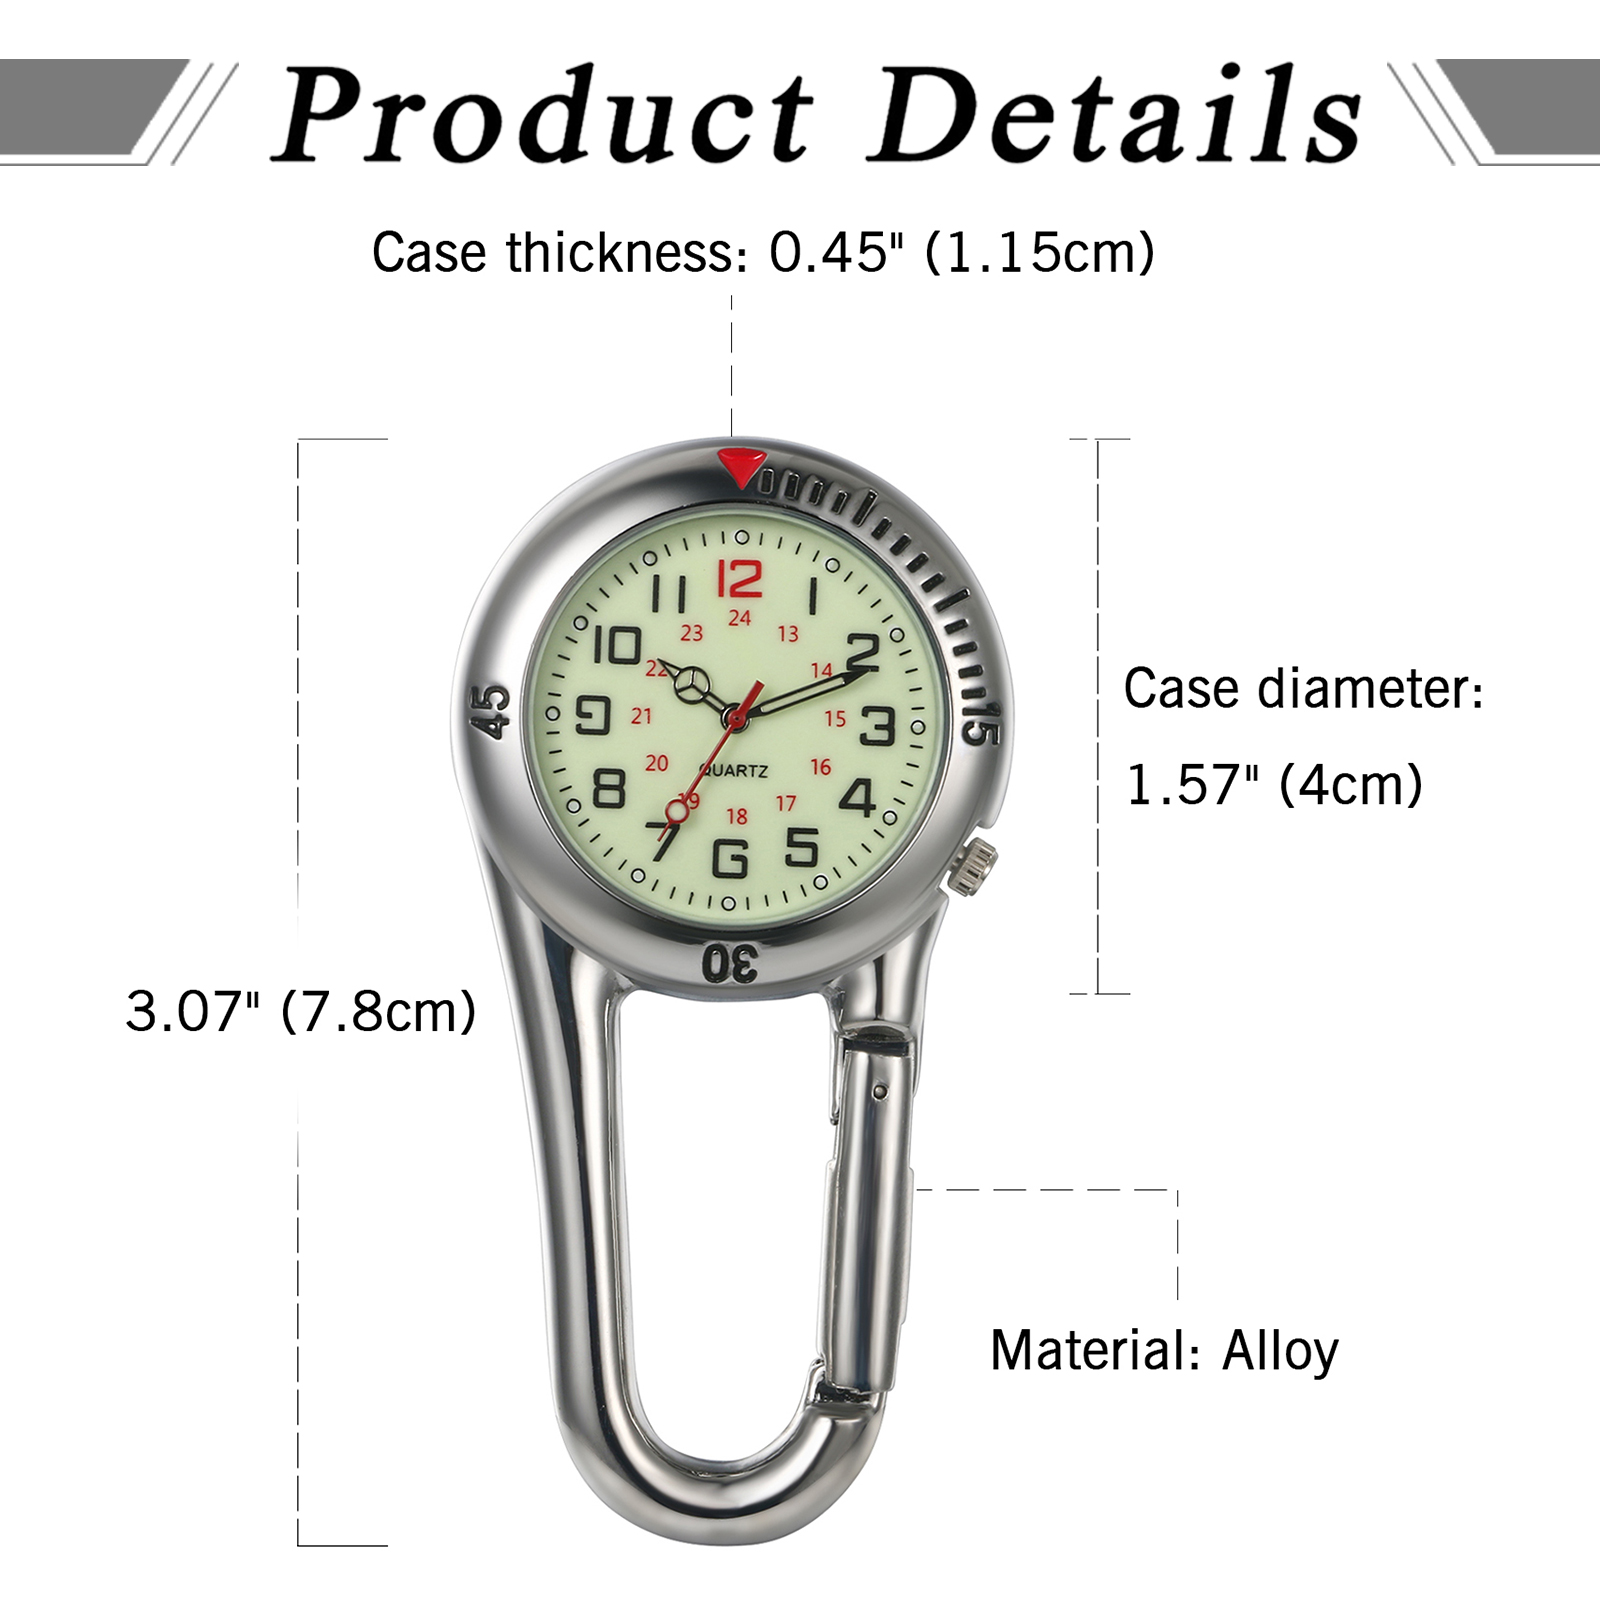 Product Details
Case thickness: 0.45" (1.15cm)
12
11 1
24
23 13
10 2
22 14
45 9 21 15 3 15
20 QUARTZ 16
8 4
19 17
18
7 5
6
30
Case diameter:
1.57" (4cm)
3.07" (7.8cm)
Material: Alloy